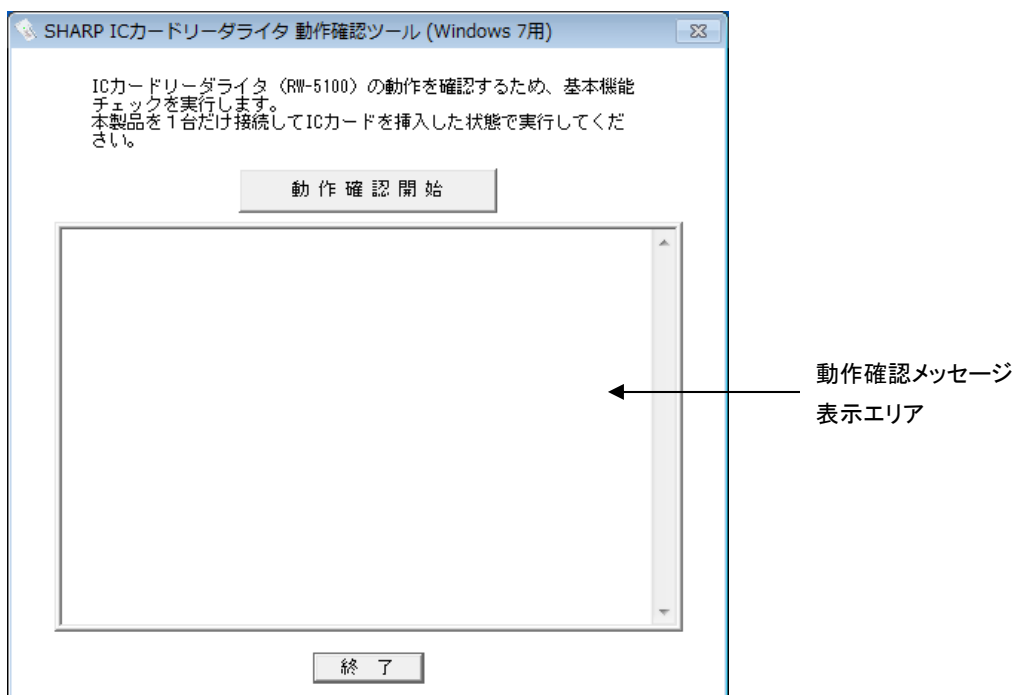 SHARP ICカードリーダライタ 動作確認ツール (Windows 7用)
ICカードリーダライタ（RW-5100）の動作を確認するため、基本機能
チェックを実行します。
本製品を１台だけ接続してICカードを挿入した状態で実行してくだ
さい。
動作確認開始
動作確認メッセージ
表示エリア
終了